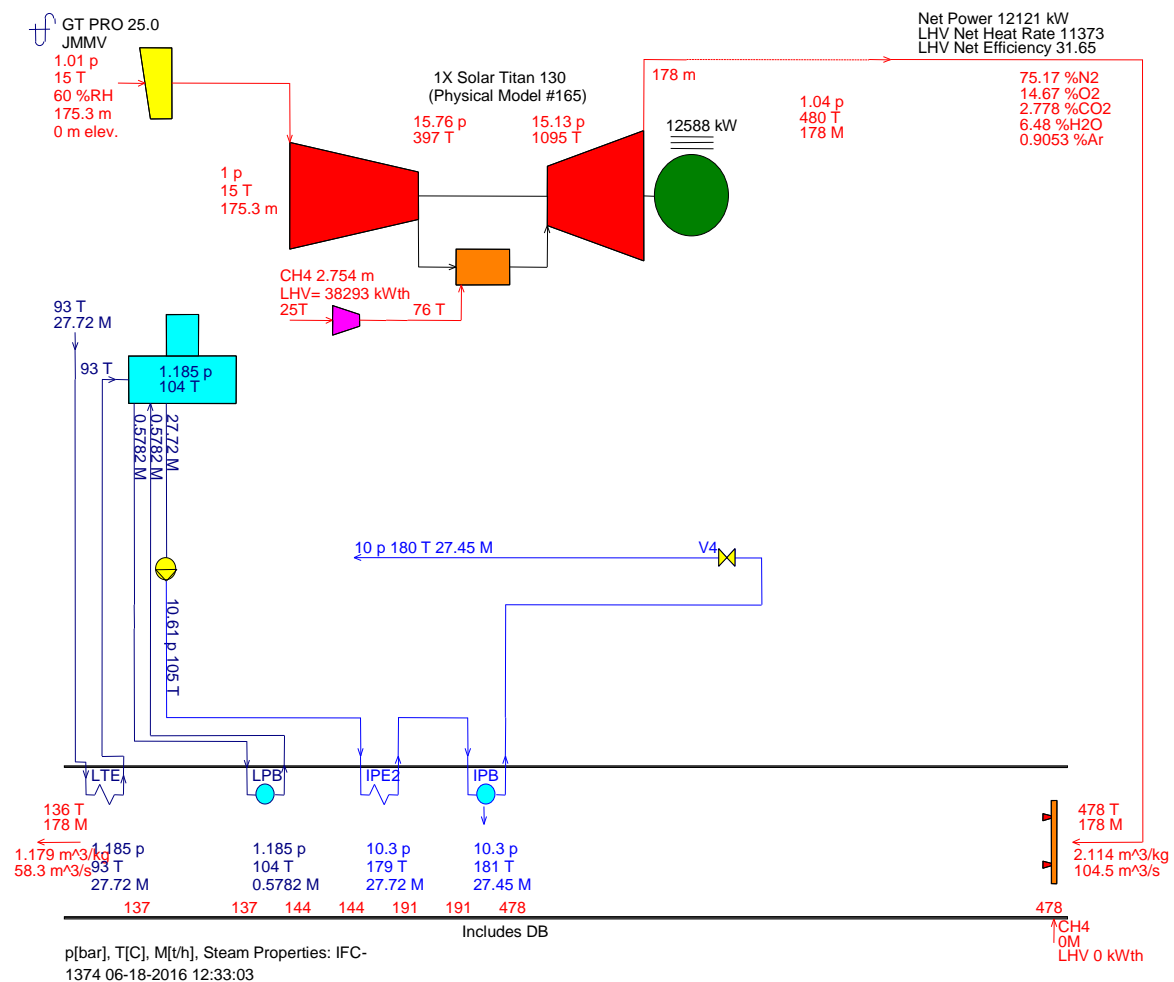 GT PRO 25.0
JMMV
Net Power 12121 kW
LHV Net Heat Rate 11373
LHV Net Efficiency 31.65
1.01 p
15 T
60 %RH
175.3 m
0 m elev.
1X Solar Titan 130
(Physical Model #165)
15.76 p
397 T
15.13 p
1095 T
178 m
12588 kW
1.04 p
480 T
178 M
75.17 %N2
14.67 %O2
2.778 %CO2
6.48 %H2O
0.9053 %Ar
1 p
15 T
175.3 m
CH4 2.754 m
LHV= 38293 kWth
25T
76 T
93 T
27.72 M
93 T
1.185 p
104 T
0.5782 M
0.5782 M
27.72 M
10 p 180 T 27.45 M
V4
10.61 p 105 T
LTE
LPB
IPE2
IPB
136 T
178 M
1.179 m^3/kg
58.3 m^3/s
1.185 p
93 T
27.72 M
1.185 p
104 T
0.5782 M
10.3 p
179 T
27.72 M
10.3 p
181 T
27.45 M
478 T
178 M
2.114 m^3/kg
104.5 m^3/s
137
137
144
144
191
191
478
478
Includes DB
CH4
0M
LHV 0 kWth
p[bar], T[C], M[t/h], Steam Properties: IFC-
1374 06-18-2016 12:33:03